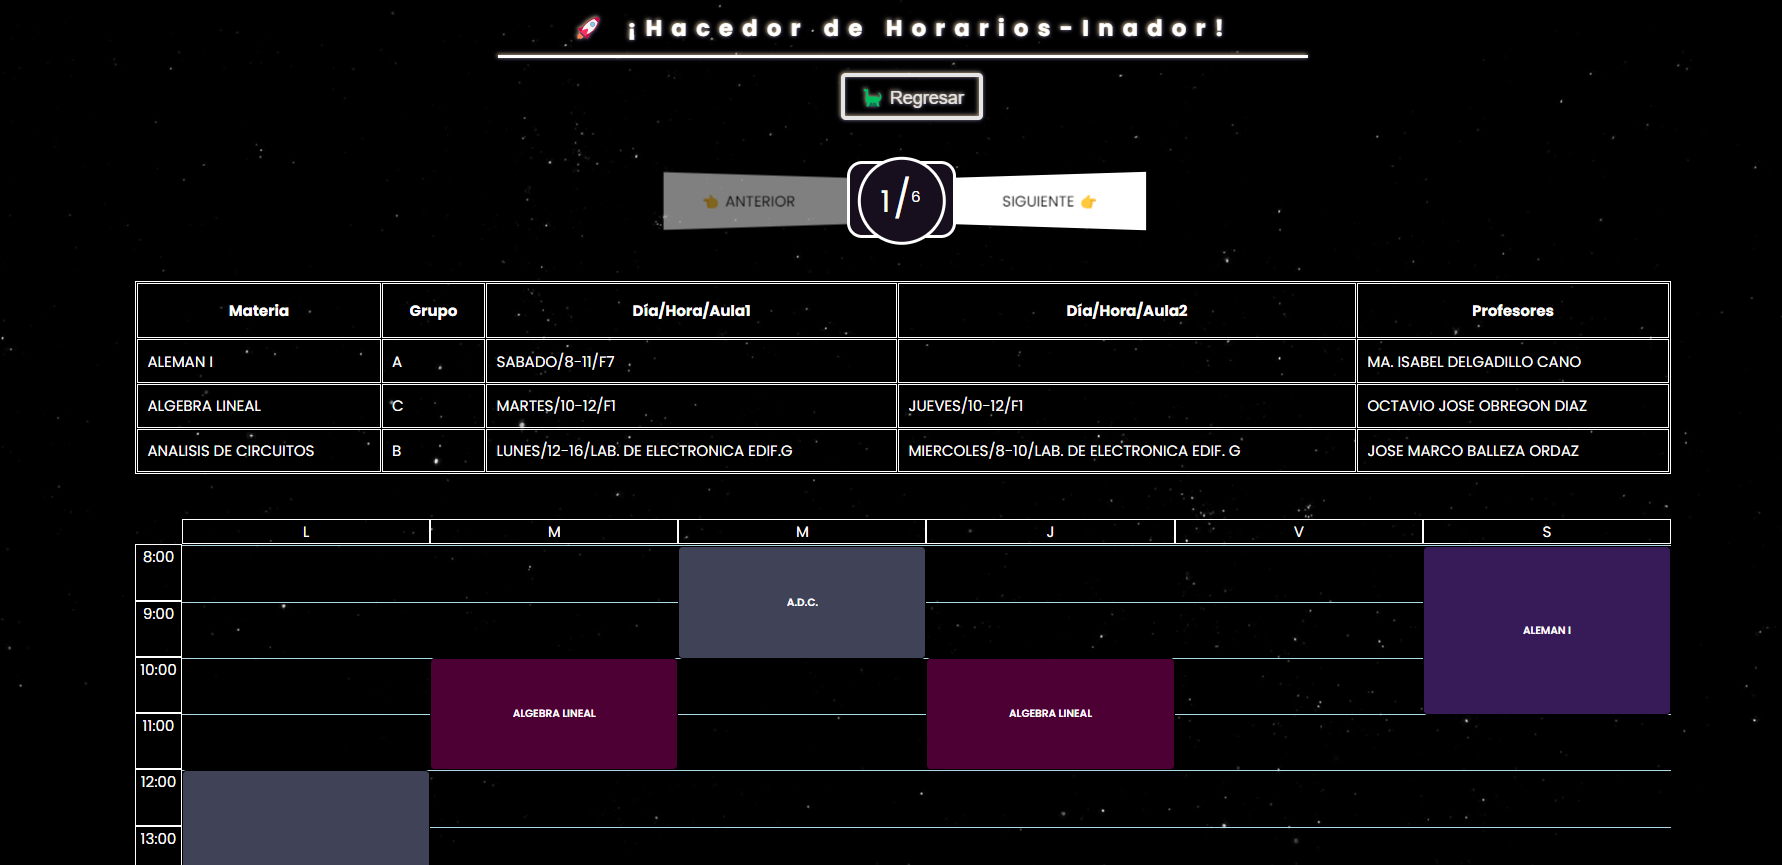 🚀 ¡Hacedor de Horarios-Inador!
🦕 Regresar
👈 ANTERIOR
1/6
SIGUIENTE 👉
Materia Grupo Día/Hora/Aula1 Día/Hora/Aula2 Profesores
ALEMAN I A SABADO/8-11/F7 MA. ISABEL DELGADILLO CANO
ALGEBRA LINEAL C MARTES/10-12/F1 JUEVES/10-12/F1 OCTAVIO JOSE OBREGON DIAZ
ANALISIS DE CIRCUITOS B LUNES/12-16/LAB. DE ELECTRONICA EDIF.G MIERCOLES/8-10/LAB. DE ELECTRONICA EDIF. G JOSE MARCO BALLEZA ORDAZ
L M M J V S
8:00
A.D.C.
9:00
ALEMAN I
10:00
ALGEBRA LINEAL ALGEBRA LINEAL
11:00
12:00
13:00